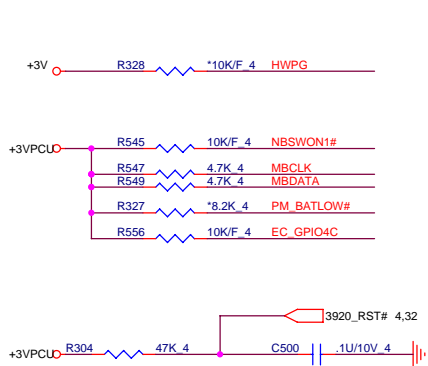 +3V R328 *10K/F_4 HWPG
+3VPCU R545 10K/F_4 NBSWON1#
R547 4.7K_4 MBCLK
R549 4.7K_4 MBDATA
R327 *8.2K_4 PM_BATLOW#
R556 10K/F_4 EC_GPIO4C
3920_RST# 4,32
+3VPCU R304 47K_4 C500 .1U/10V_4